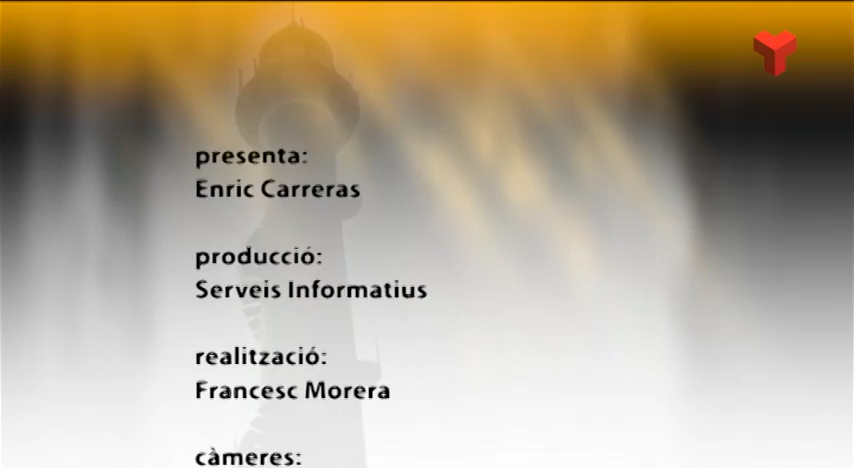 presenta:
Enric Carreras
producció:
Serveis Informatius
realització:
Francesc Morera
càmeres: